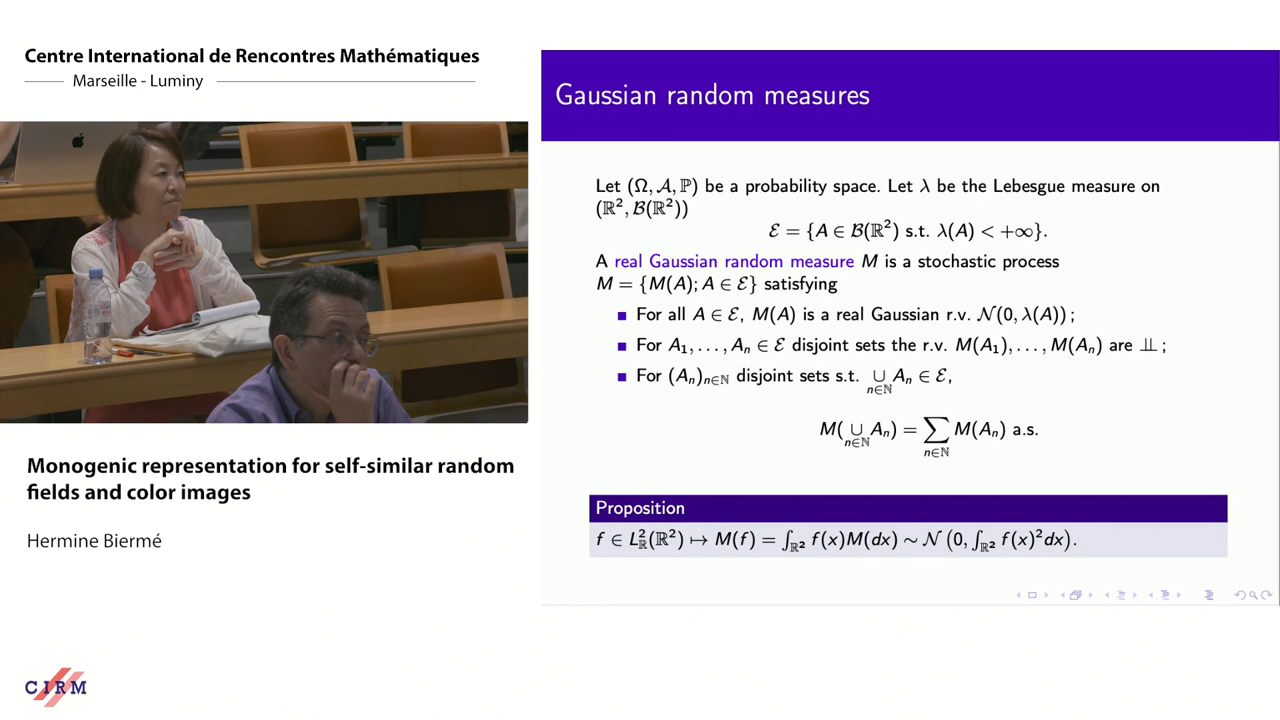 Centre International de Rencontres Mathématiques
Marseille - Luminy
Gaussian random measures
Let (Ω, 𝒜, ℙ) be a probability space. Let λ be the Lebesgue measure on
(ℝ², ℬ(ℝ²))
ℰ = {A ∈ ℬ(ℝ²) s.t. λ(A) < +∞}.
A real Gaussian random measure M is a stochastic process
M = {M(A); A ∈ ℰ} satisfying
■ For all A ∈ ℰ, M(A) is a real Gaussian r.v. 𝒩(0, λ(A)) ;
■ For A₁, . . . , Aₙ ∈ ℰ disjoint sets the r.v. M(A₁), . . . , M(Aₙ) are ⫫ ;
■ For (Aₙ)ₙ∈ℕ disjoint sets s.t. ∪ₙ∈ℕ Aₙ ∈ ℰ,
M( ∪ₙ∈ℕ Aₙ) = ∑ₙ∈ℕ M(Aₙ) a.s.
Proposition
f ∈ L²_ℝ(ℝ²) ↦ M(f) = ∫_ℝ² f(x)M(dx) ∼ 𝒩 (0, ∫_ℝ² f(x)²dx).
Monogenic representation for self-similar random
fields and color images
Hermine Biermé
CIRM